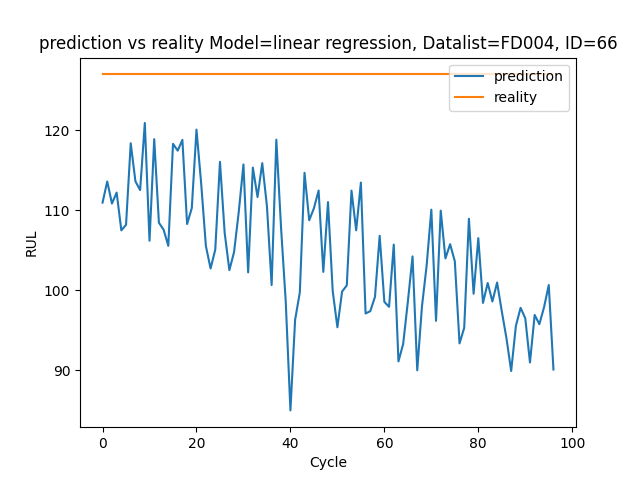 prediction vs reality Model=linear regression, Datalist=FD004, ID=66
prediction
reality
RUL
120
110
100
90
0 20 40 60 80 100
Cycle